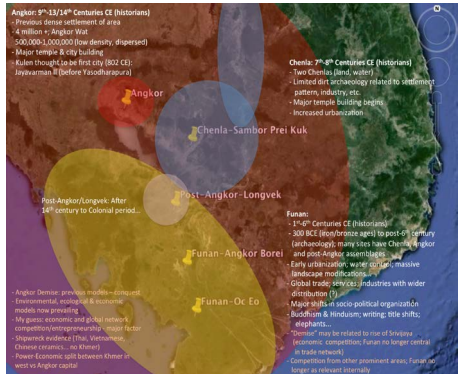 Angkor: 9th-13/14th Centuries CE (historians)
- Previous dense settlement of area
- 4 million +; Angkor Wat
500,000-1,000,000 (low density, dispersed)
- Major temple & city building
- Kulen thought to be first city (802 CE):
Jayavarman II (before Yasodharapura)
Chenla: 7th-8th Centuries CE (historians)
- Two Chenlas (land, water)
- Limited dirt archaeology related to settlement
pattern, industry, etc.
- Major temple building begins
- Increased urbanization
Angkor
Chenla-Sambor Prei Kuk
Post-Angkor/Longvek: After
14th century to Colonial period...
Post-Angkor-Longvek
Funan-Angkor Borei
Funan-Oc Eo
Funan:
- 1st-6th Centuries CE (historians)
- 300 BCE (iron/bronze ages) to post-6th century
(archaeology); many sites have Chenla, Angkor
and post-Angkor assemblages
- Early urbanization; water control; massive
landscape modifications
- Global trade; services; industries with wider
distribution (?)
- Major shifts in socio-political organization
- Buddhism & Hinduism; writing; title shifts;
elephants...
- "Demise" may be related to rise of Srivijaya
(economic competition; Funan no longer central
in trade network)
- Competition from other prominent areas; Funan no
longer as relevant internally
- Angkor Demise: previous models = conquest
- Environmental, ecological & economic
models now prevailing
- My guess: economic and global network
competition/entrepreneurship - major factor
- Shipwreck evidence (Thai, Vietnamese,
Chinese ceramics... no Khmer)
- Power-Economic split between Khmer in
west vs Angkor capital